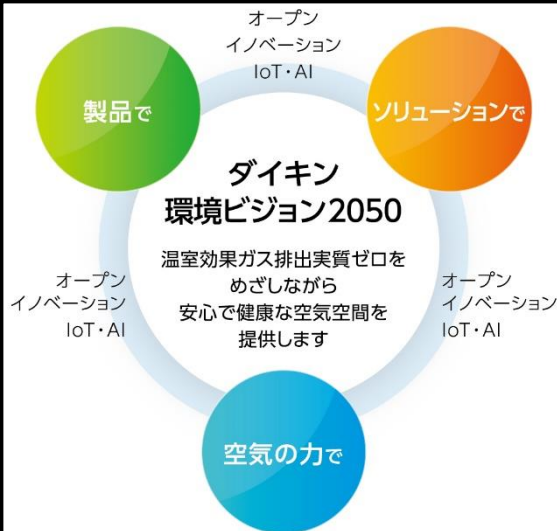 オープン
イノベーション
IoT・AI
製品で
ソリューションで
ダイキン
環境ビジョン2050
温室効果ガス排出実質ゼロを
めざしながら
安心で健康な空気空間を
提供します
オープン
イノベーション
IoT・AI
オープン
イノベーション
IoT・AI
空気の力で